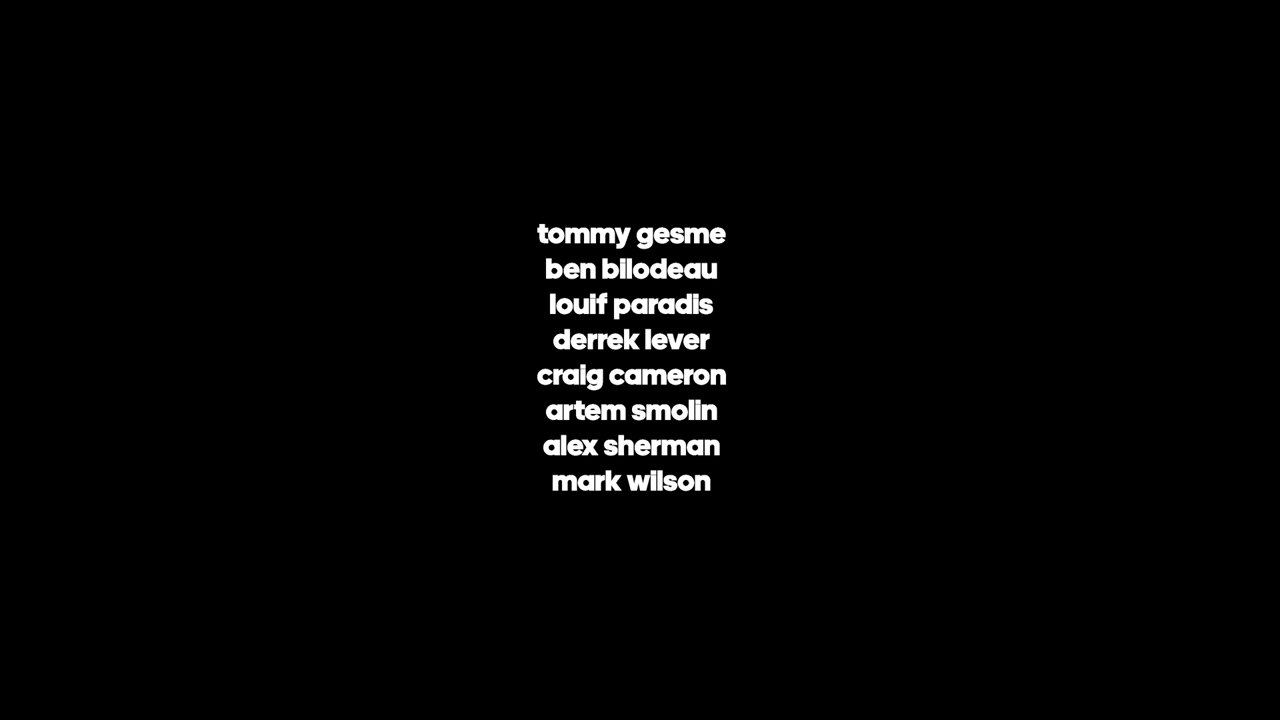 tommy gesme
ben bilodeau
louif paradis
derrek lever
craig cameron
artem smolin
alex sherman
mark wilson